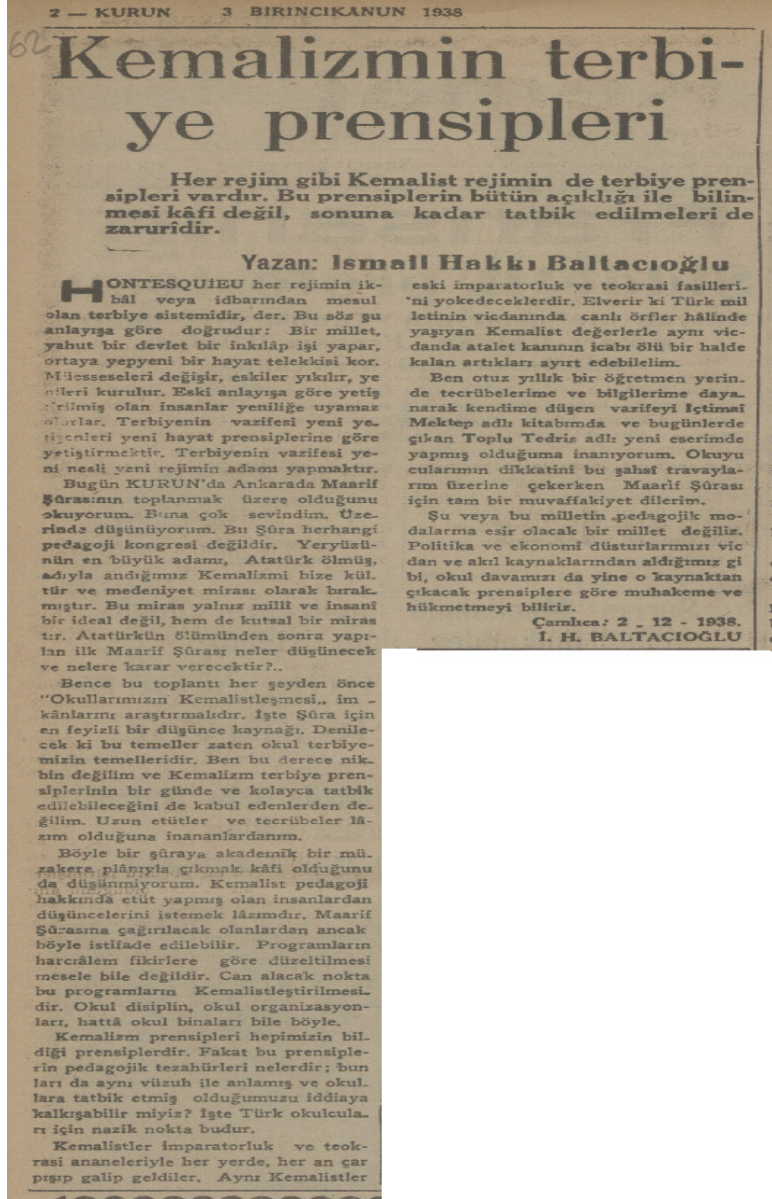 2 — KURUN 3 BIRINCIKANUN 1938
62
Kemalizmin terbi-
ye prensipleri
Her rejim gibi Kemalist rejimin de terbiye pren-
sipleri vardır. Bu prensiplerin bütün açıklığı ile bilin-
mesi kâfi değil, sonuna kadar tatbik edilmeleri de
zarurîdir.
Yazan: Ismail Hakkı Baltacıoğlu
HONTESQUİEU her rejimin ik-
bâl veya idbarından mesul
olan terbiye sistemidir, der. Bu söz şu
anlayışa göre doğrudur: Bir millet,
yahut bir devlet bir inkılâp işi yapar,
ortaya yepyeni bir hayat telekkisi kor.
Müesseseleri değişir, eskiler yıkılır, ye
nileri kurulur. Eski anlayışa göre yetiş
tirilmiş olan insanlar yeniliğe uyamaz
olurlar. Terbiyenin vazifesi yeni ye-
tişenleri yeni hayat prensiplerine göre
yetiştirmektir. Terbiyenin vazifesi ye-
ni nesli yeni rejimin adamı yapmaktır.
Bugün KURUN'da Ankarada Maarif
Şûrasının toplanmak üzere olduğunu
okuyorum. Buna çok sevindim. Üze-
rinde düşünüyorum. Bu Şûra herhangi
pedagoji kongresi değildir. Yeryüzü-
nün en büyük adamı, Atatürk ölmüş,
adıyla andığımız Kemalizmi bize kül-
tür ve medeniyet mirası olarak bırak-
mıştır. Bu miras yalnız millî ve insanî
bir ideal değil, hem de kutsal bir miras
tır. Atatürkün ölümünden sonra yapı-
lan ilk Maarif Şûrası neler düşünecek
ve nelere karar verecektir?..
Bence bu toplantı her şeyden önce
"Okullarımızın Kemalistleşmesi„ im -
kânlarını araştırmalıdır. İşte Şûra için
en feyizli bir düşünce kaynağı. Denile-
cek ki bu temeller zaten okul terbiye-
mizin temelleridir. Ben bu derece nik-
bin değilim ve Kemalizm terbiye pren-
siplerinin bir günde ve kolayca tatbik
edilebileceğini de kabul edenlerden de-
ğilim. Uzun etütler ve tecrübeler lâ-
zım olduğuna inananlardanım.
Böyle bir şûraya akademik bir mü-
zakere plânıyla çıkmak kâfi olduğunu
da düşünmiyorum. Kemalist pedagoji
hakkında etüt yapmış olan insanlardan
düşüncelerini istemek lâzımdır. Maarif
Şûrasına çağırılacak olanlardan ancak
böyle istifade edilebilir. Programların
harcıâlem fikirlere göre düzeltilmesi
mesele bile değildir. Can alacak nokta
bu programların Kemalistleştirilmesi-
dir. Okul disiplin, okul organizasyon-
ları, hattâ okul binaları bile böyle.
Kemalizm prensipleri hepimizin bil-
diği prensiplerdir. Fakat bu prensiple-
rin pedagojik tezahürleri nelerdir; bun
ları da aynı vüzuh ile anlamış ve okul-
lara tatbik etmiş olduğumuzu iddiaya
kalkışabilir miyiz? İşte Türk okulcula-
rı için nazik nokta budur.
Kemalistler imparatorluk ve teok-
rasi ananeleriyle her yerde, her an çar
pışıp galip geldiler. Aynı Kemalistler
eski imparatorluk ve teokrasi fasilleri-
ni yokedeceklerdir. Elverir ki Türk mil
letinin vicdanında canlı örfler hâlinde
yaşıyan Kemalist değerlerle aynı vic-
danda atalet kanının icabı ölü bir halde
kalan artıkları ayırt edebilelim.
Ben otuz yıllık bir öğretmen yerin-
de tecrübelerime ve bilgilerime daya-
narak kendime düşen vazifeyi İçtimaî
Mektep adlı kitabımda ve bugünlerde
çıkan Toplu Tedris adlı yeni eserimde
yapmış olduğuma inanıyorum. Okuyu
cularımın dikkatini bu şahsî travayla-
rım üzerine çekerken Maarif Şûrası
için tam bir muvaffakiyet dilerim.
Şu veya bu milletin pedagojik mo-
dalarına esir olacak bir millet değiliz.
Politika ve ekonomi düsturlarımızı vic
dan ve akıl kaynaklarından aldığımız gi
bi, okul davamızı da yine o kaynaktan
çıkacak prensiplere göre muhakeme ve
hükmetmeyi biliriz.
Çamlıca: 2 - 12 - 1938.
İ. H. BALTACIOĞLU